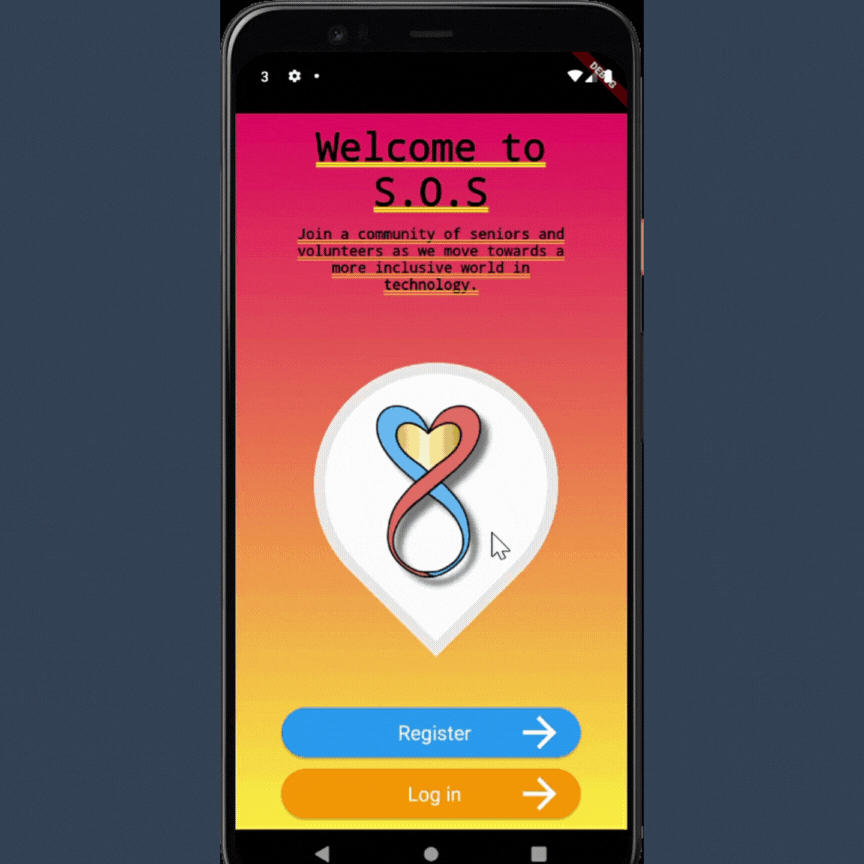 3
DEBUG
Welcome to
S.O.S
Join a community of seniors and
volunteers as we move towards a
more inclusive world in
technology.
Register
Log in